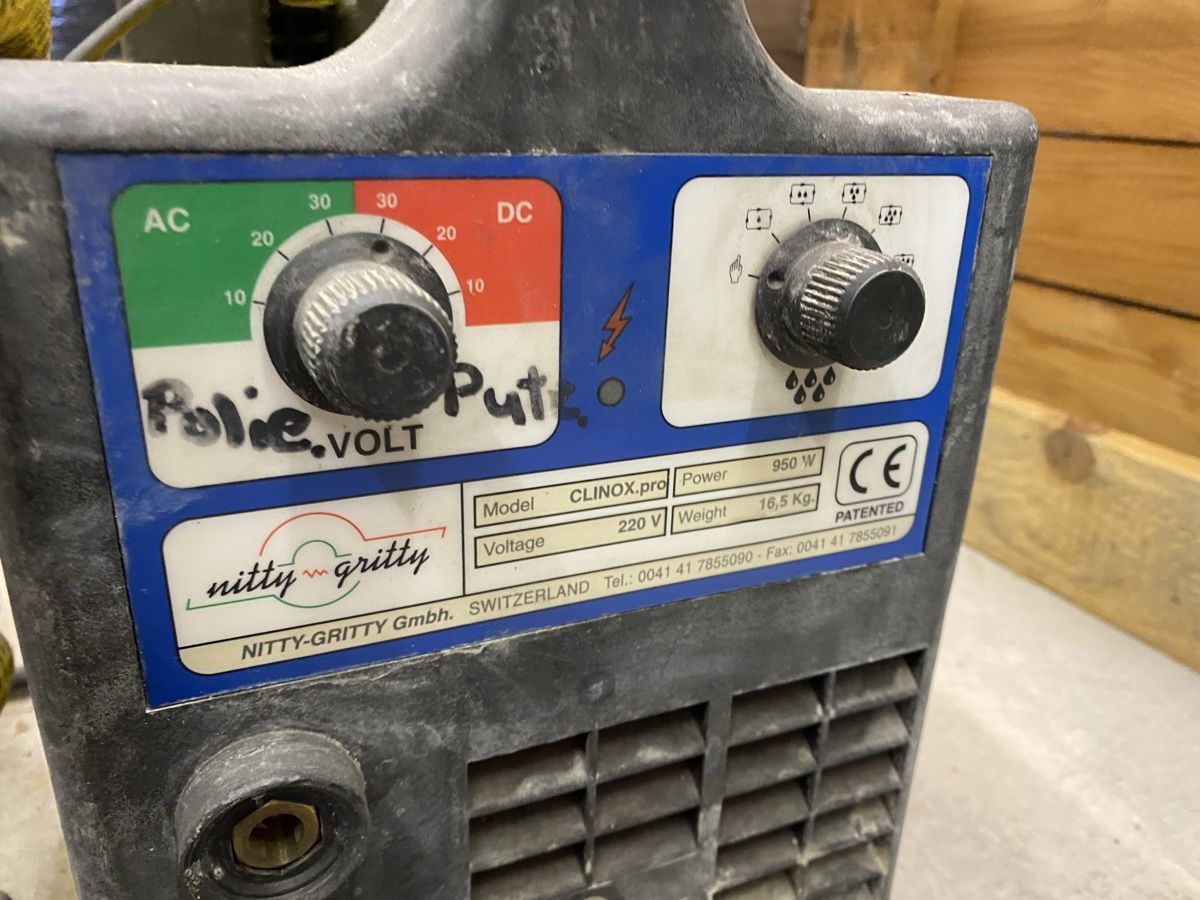 AC 30 30 DC
20 20
10 10
Polie. Putz
VOLT
Model CLINOX.pro Power 950 W
Voltage 220 V Weight 16,5 Kg.
CE
PATENTED
nitty gritty
NITTY-GRITTY Gmbh. SWITZERLAND Tel.: 0041 41 7855090 - Fax: 0041 41 7855091